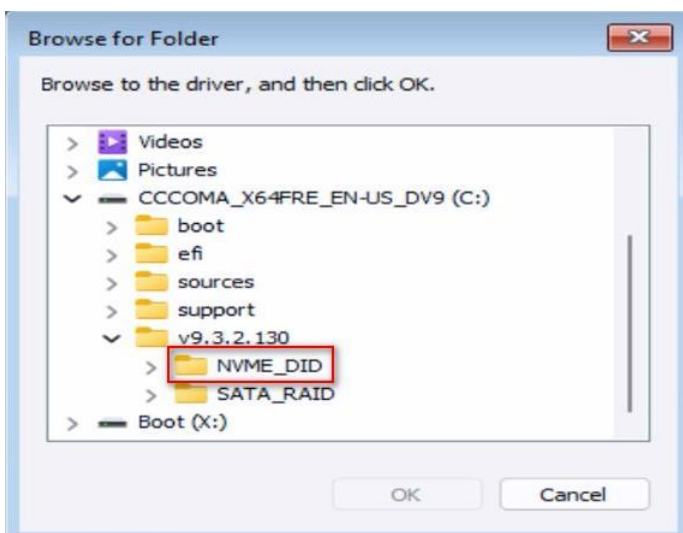 Browse for Folder
Browse to the driver, and then click OK.
Videos
Pictures
CCCOMA_X64FRE_EN-US_DV9 (C:)
boot
efi
sources
support
v9.3.2.130
NVME_DID
SATA_RAID
Boot (X:)
OK Cancel